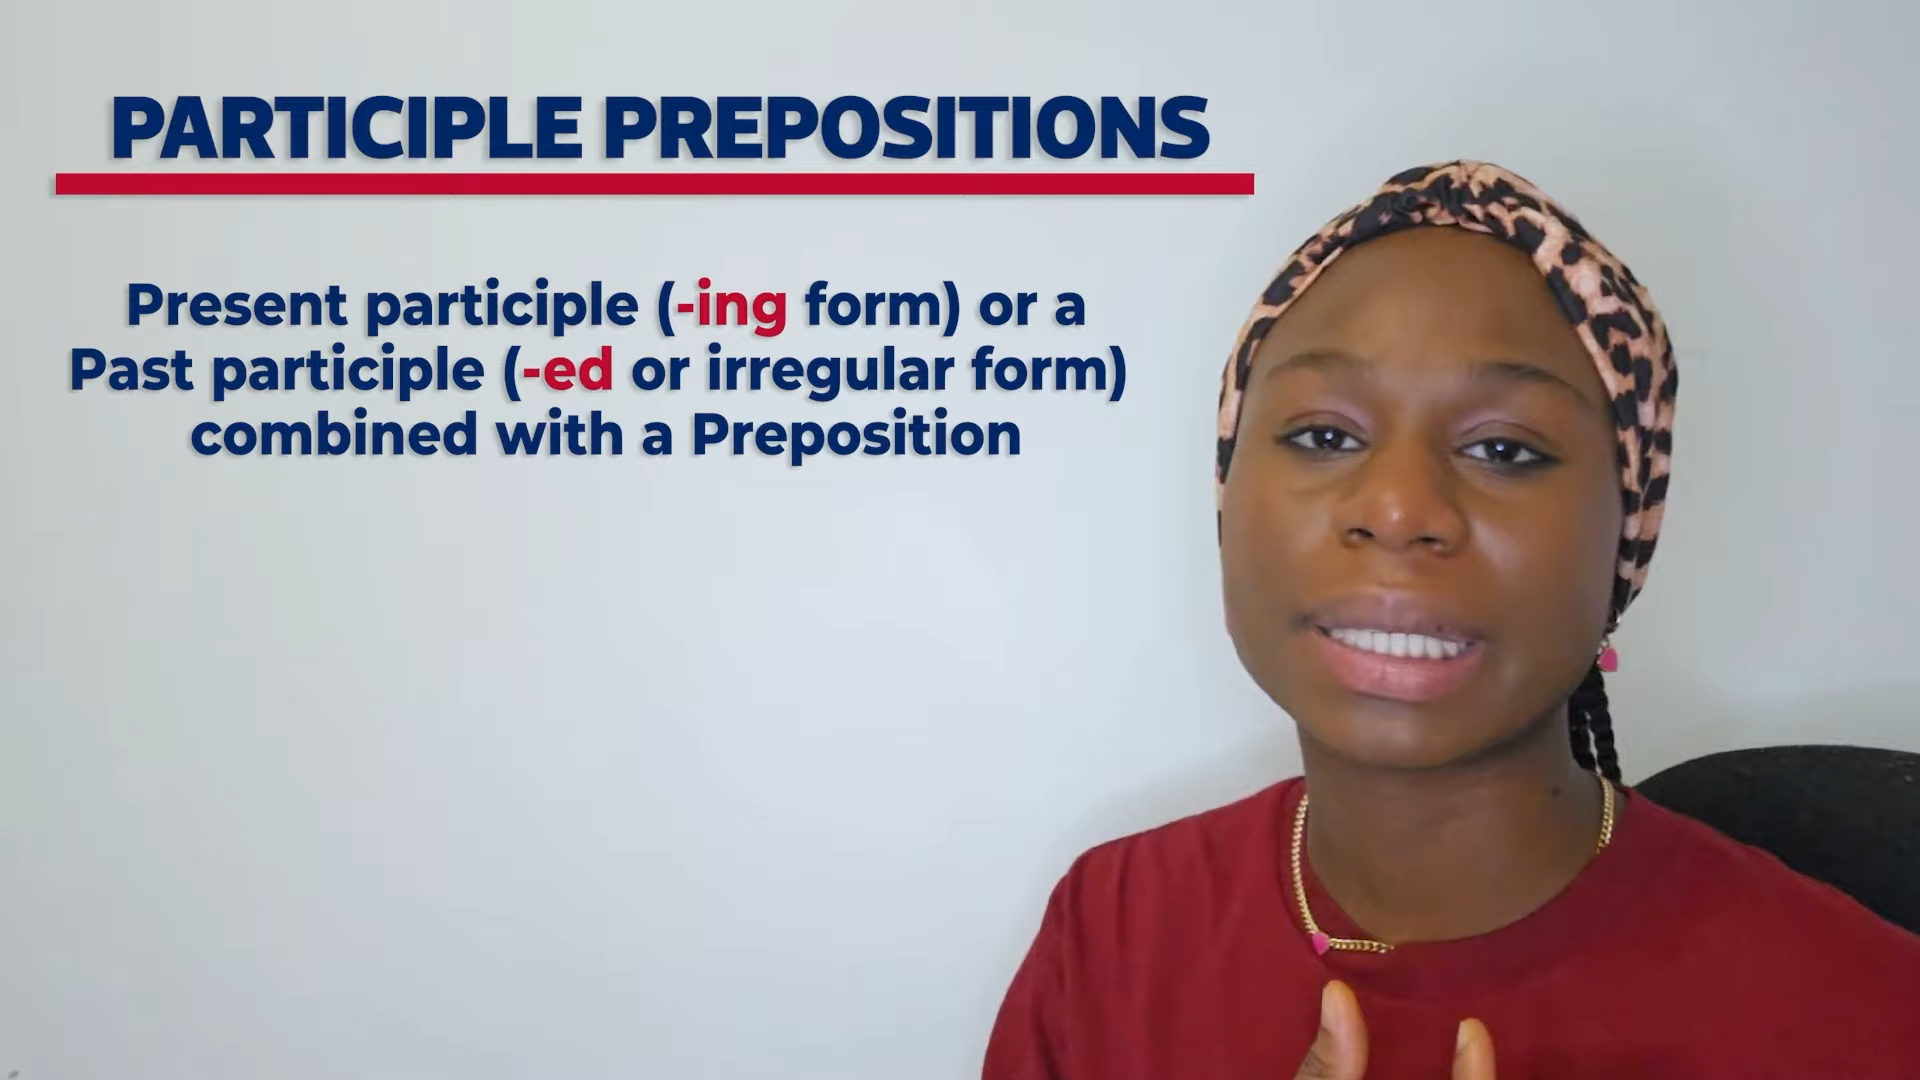 PARTICIPLE PREPOSITIONS
Present participle (-ing form) or a
Past participle (-ed or irregular form)
combined with a Preposition